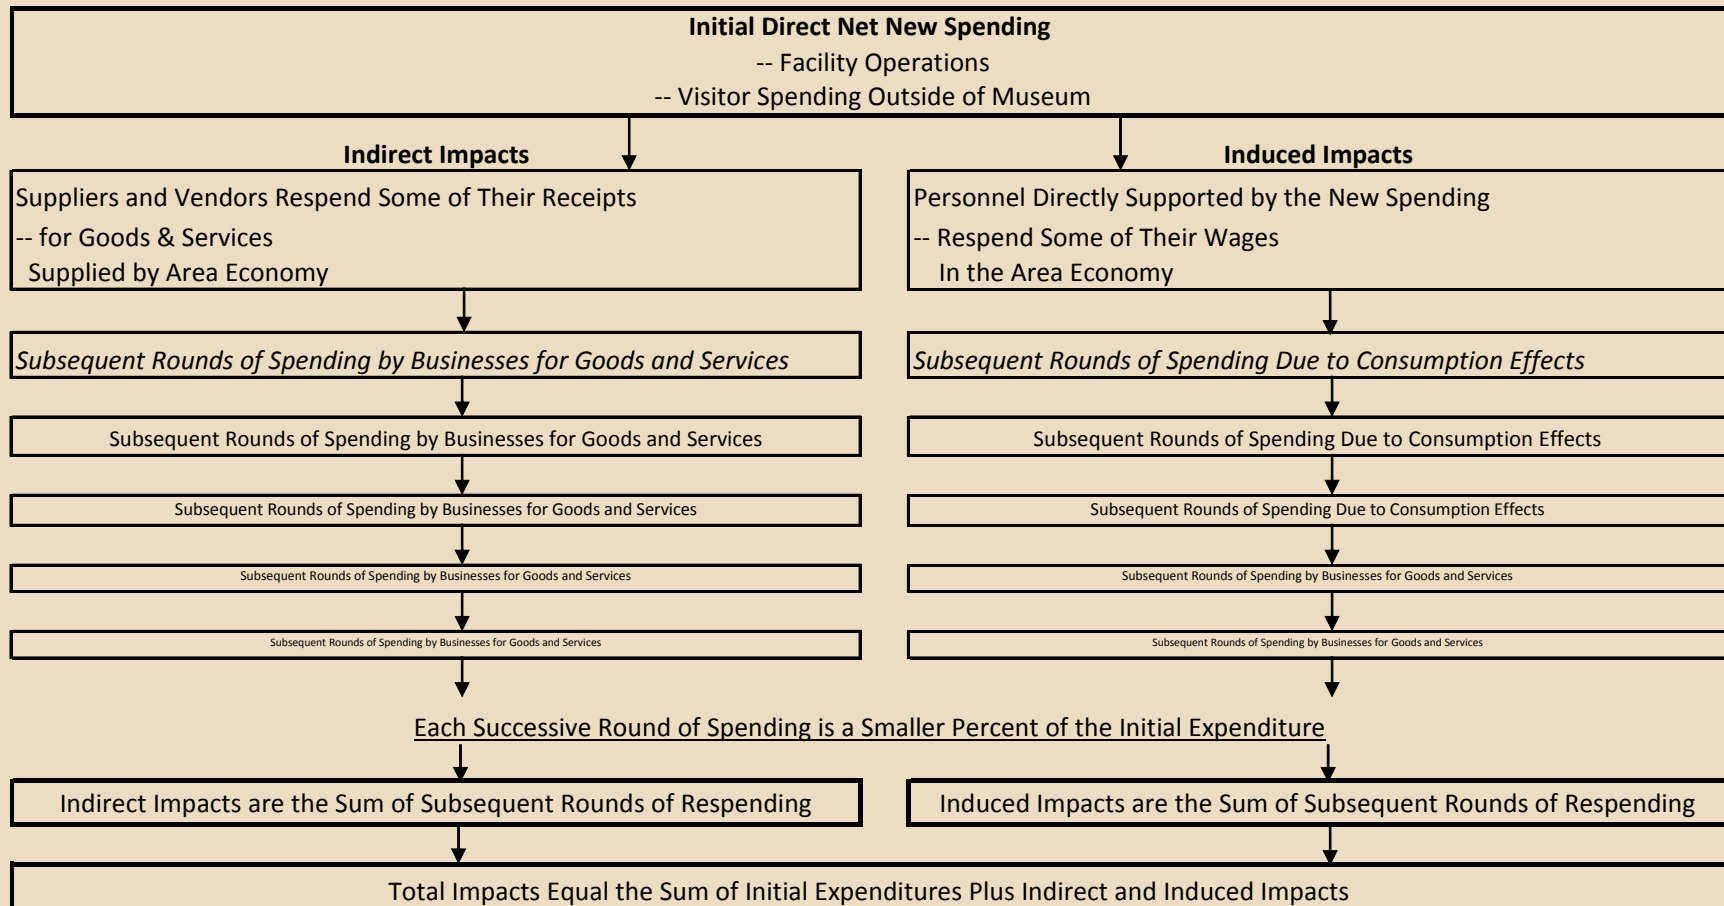 Initial Direct Net New Spending
-- Facility Operations
-- Visitor Spending Outside of Museum
Indirect Impacts
Suppliers and Vendors Respend Some of Their Receipts
-- for Goods & Services
Supplied by Area Economy
Subsequent Rounds of Spending by Businesses for Goods and Services
Subsequent Rounds of Spending by Businesses for Goods and Services
Subsequent Rounds of Spending by Businesses for Goods and Services
Subsequent Rounds of Spending by Businesses for Goods and Services
Subsequent Rounds of Spending by Businesses for Goods and Services
Induced Impacts
Personnel Directly Supported by the New Spending
-- Respend Some of Their Wages
In the Area Economy
Subsequent Rounds of Spending Due to Consumption Effects
Subsequent Rounds of Spending Due to Consumption Effects
Subsequent Rounds of Spending Due to Consumption Effects
Subsequent Rounds of Spending by Businesses for Goods and Services
Subsequent Rounds of Spending by Businesses for Goods and Services
Each Successive Round of Spending is a Smaller Percent of the Initial Expenditure
Indirect Impacts are the Sum of Subsequent Rounds of Respending
Induced Impacts are the Sum of Subsequent Rounds of Respending
Total Impacts Equal the Sum of Initial Expenditures Plus Indirect and Induced Impacts